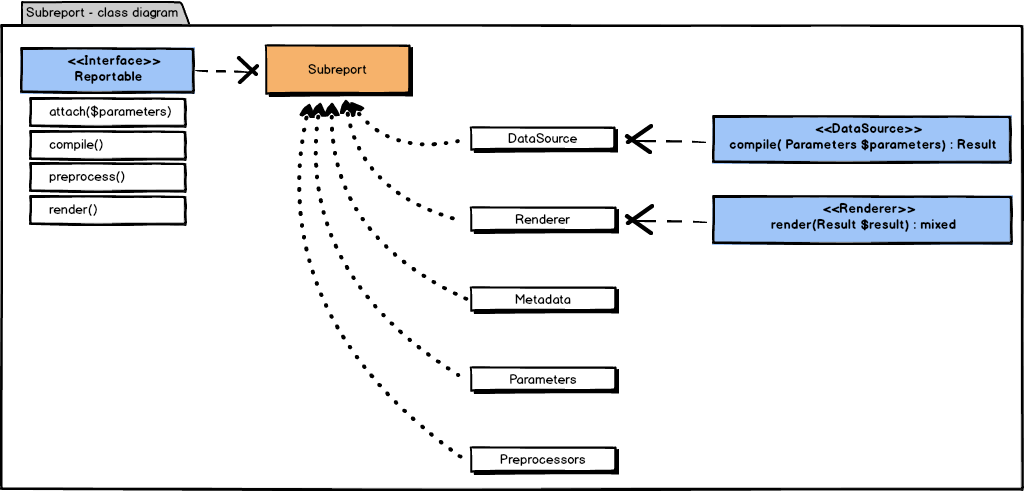 Subreport - class diagram
<<Interface>>
Reportable
attach($parameters)
compile()
preprocess()
render()
Subreport
DataSource
<<DataSource>>
compile( Parameters $parameters) : Result
Renderer
<<Renderer>>
render(Result $result) : mixed
Metadata
Parameters
Preprocessors